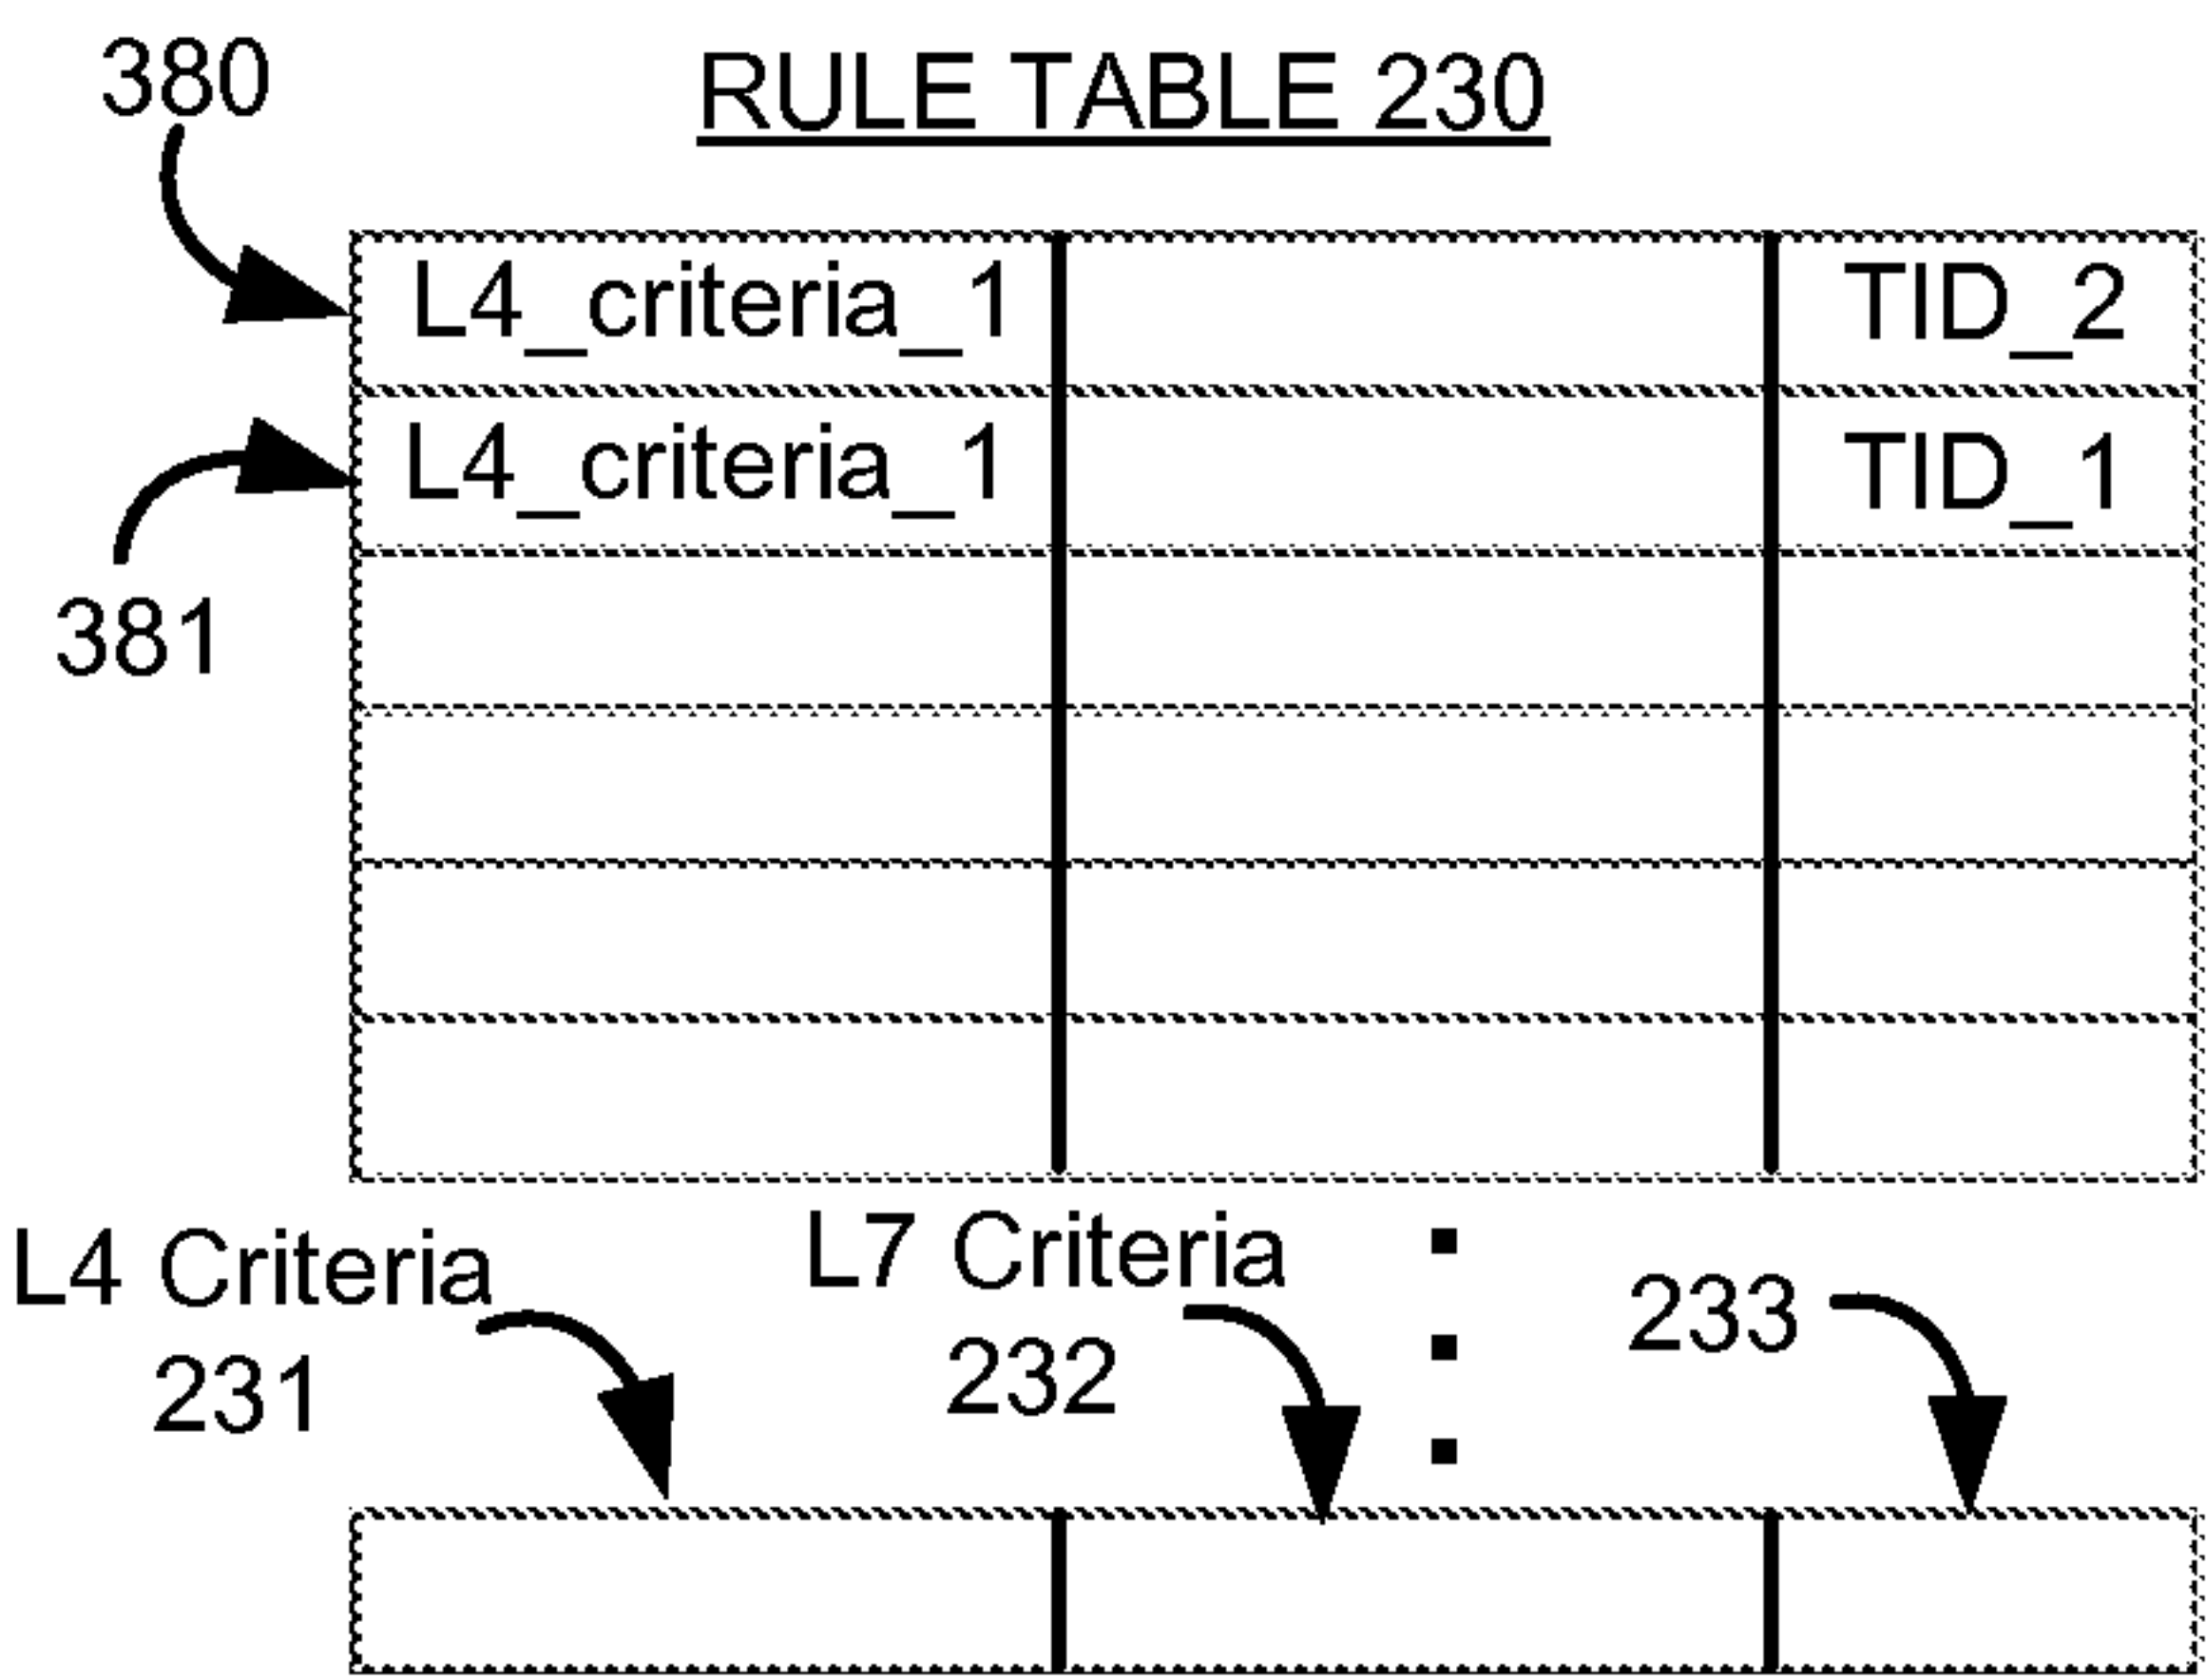 380
RULE TABLE 230
L4_criteria_1
TID_2
L4_criteria_1
TID_1
381
L4 Criteria
231
L7 Criteria
232
233